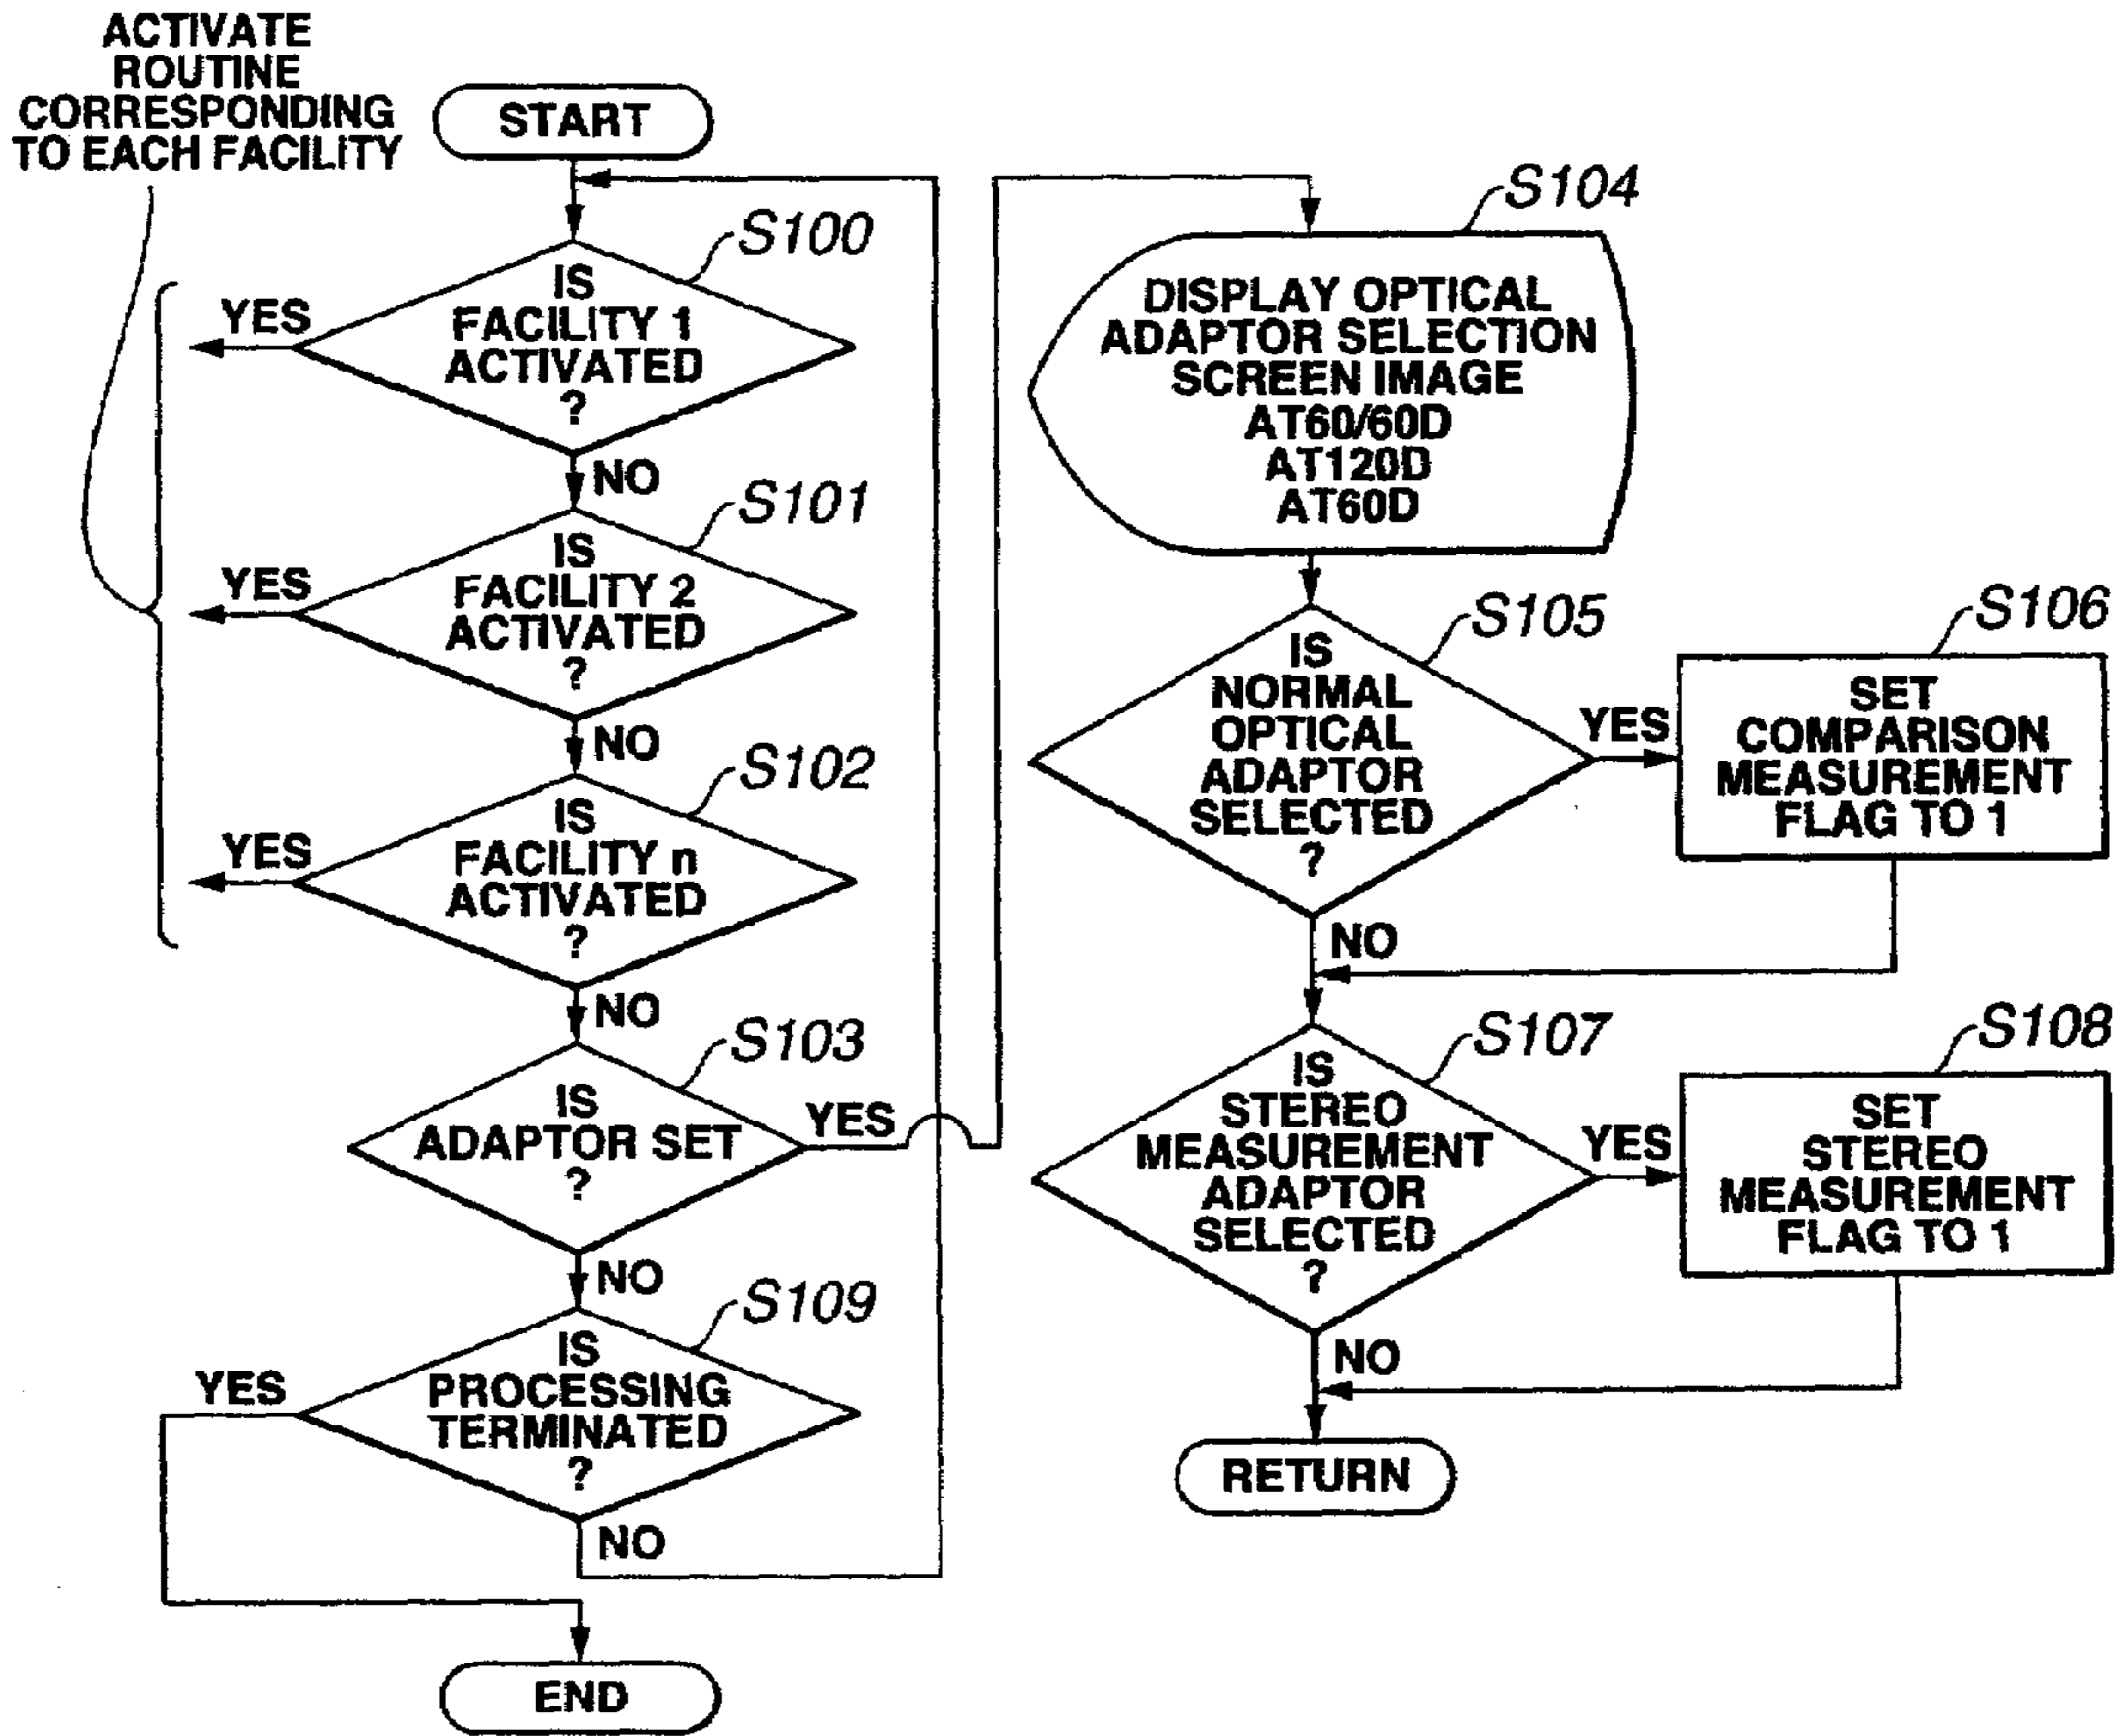 ACTIVATE
ROUTINE
CORRESPONDING
TO EACH FACILITY
START
S100
IS
FACILITY 1
ACTIVATED
?
YES
NO
S101
IS
FACILITY 2
ACTIVATED
?
YES
NO
S102
IS
FACILITY n
ACTIVATED
?
YES
NO
S103
IS
ADAPTOR SET
?
YES
NO
S109
IS
PROCESSING
TERMINATED
?
YES
NO
END
S104
DISPLAY OPTICAL
ADAPTOR SELECTION
SCREEN IMAGE
AT60/60D
AT120D
AT60D
S105
IS
NORMAL
OPTICAL
ADAPTOR
SELECTED
?
YES
NO
S106
SET
COMPARISON
MEASUREMENT
FLAG TO 1
S107
IS
STEREO
MEASUREMENT
ADAPTOR
SELECTED
?
YES
NO
S108
SET
STEREO
MEASUREMENT
FLAG TO 1
RETURN